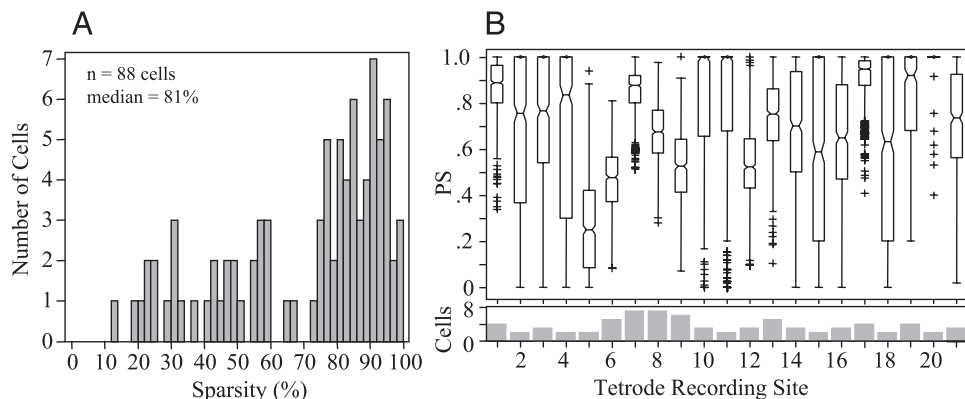 A
n = 88 cells
median = 81%
Number of Cells
7
6
5
4
3
2
1
0
0 10 20 30 40 50 60 70 80 90 100
Sparsity (%)
B
PS
1.0
.8
.6
.4
.2
0
Cells
8
0
2 4 6 8 10 12 14 16 18 20
Tetrode Recording Site